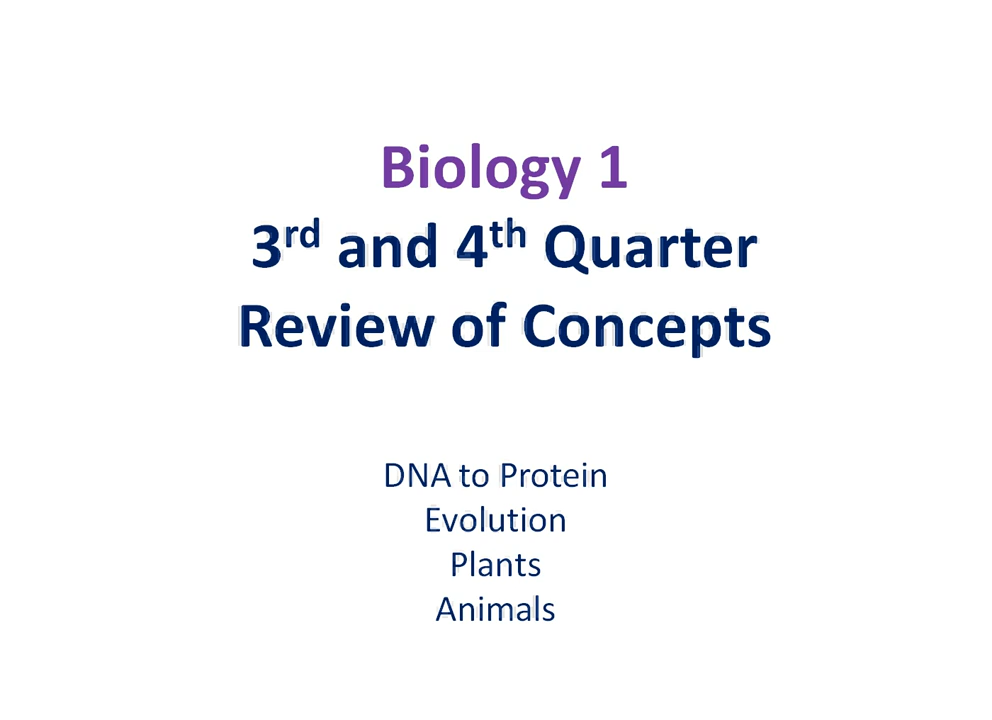 Biology 1
3rd and 4th Quarter
Review of Concepts
DNA to Protein
Evolution
Plants
Animals